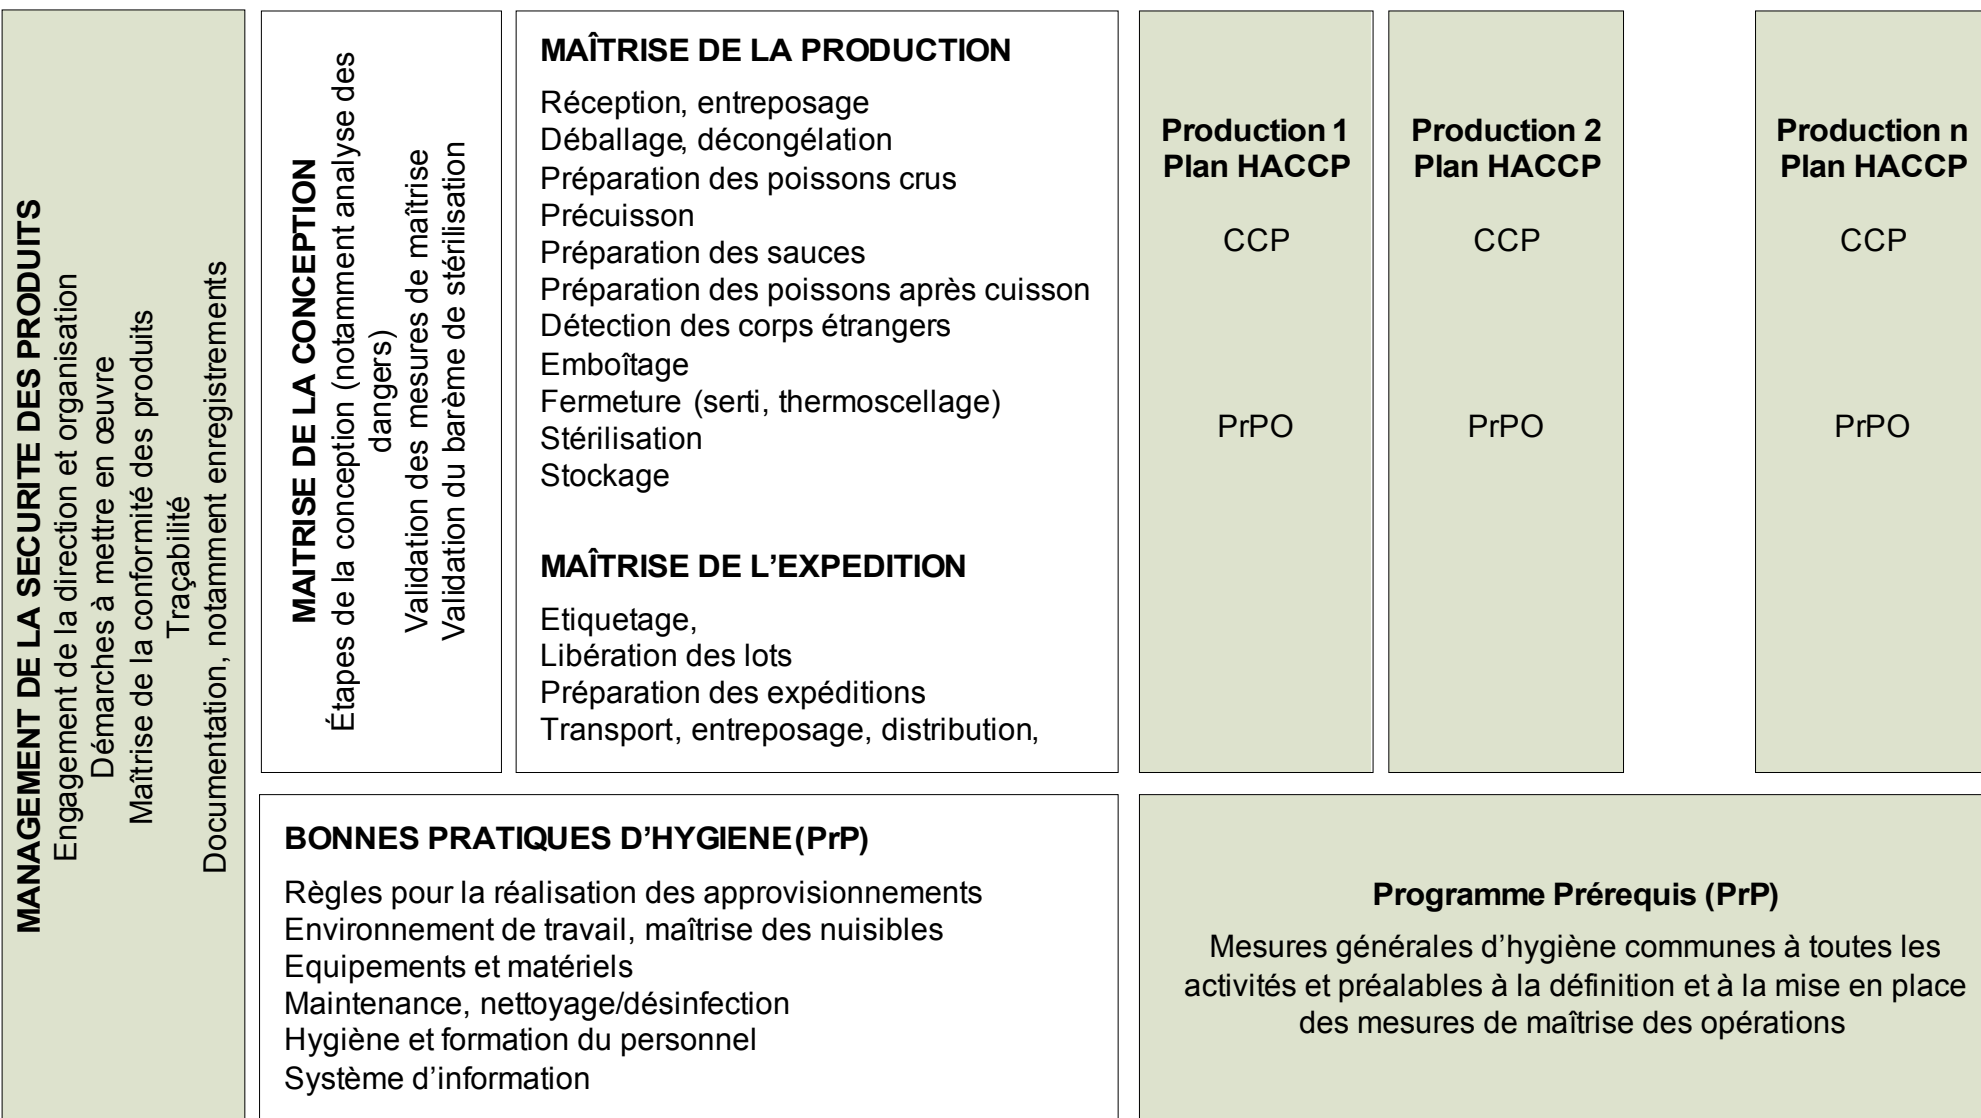 MANAGEMENT DE LA SECURITE DES PRODUITS
Engagement de la direction et organisation
Démarches à mettre en œuvre
Maîtrise de la conformité des produits
Traçabilité
Documentation, notamment enregistrements
MAITRISE DE LA CONCEPTION
Étapes de la conception (notamment analyse des
dangers)
Validation des mesures de maîtrise
Validation du barème de stérilisation
MAÎTRISE DE LA PRODUCTION
Réception, entreposage
Déballage, décongélation
Préparation des poissons crus
Précuisson
Préparation des sauces
Préparation des poissons après cuisson
Détection des corps étrangers
Emboîtage
Fermeture (serti, thermoscellage)
Stérilisation
Stockage
MAÎTRISE DE L’EXPEDITION
Etiquetage,
Libération des lots
Préparation des expéditions
Transport, entreposage, distribution,
Production 1
Plan HACCP
CCP
PrPO
Production 2
Plan HACCP
CCP
PrPO
Production n
Plan HACCP
CCP
PrPO
BONNES PRATIQUES D’HYGIENE (PrP)
Règles pour la réalisation des approvisionnements
Environnement de travail, maîtrise des nuisibles
Equipements et matériels
Maintenance, nettoyage/désinfection
Hygiène et formation du personnel
Système d’information
Programme Prérequis (PrP)
Mesures générales d’hygiène communes à toutes les
activités et préalables à la définition et à la mise en place
des mesures de maîtrise des opérations